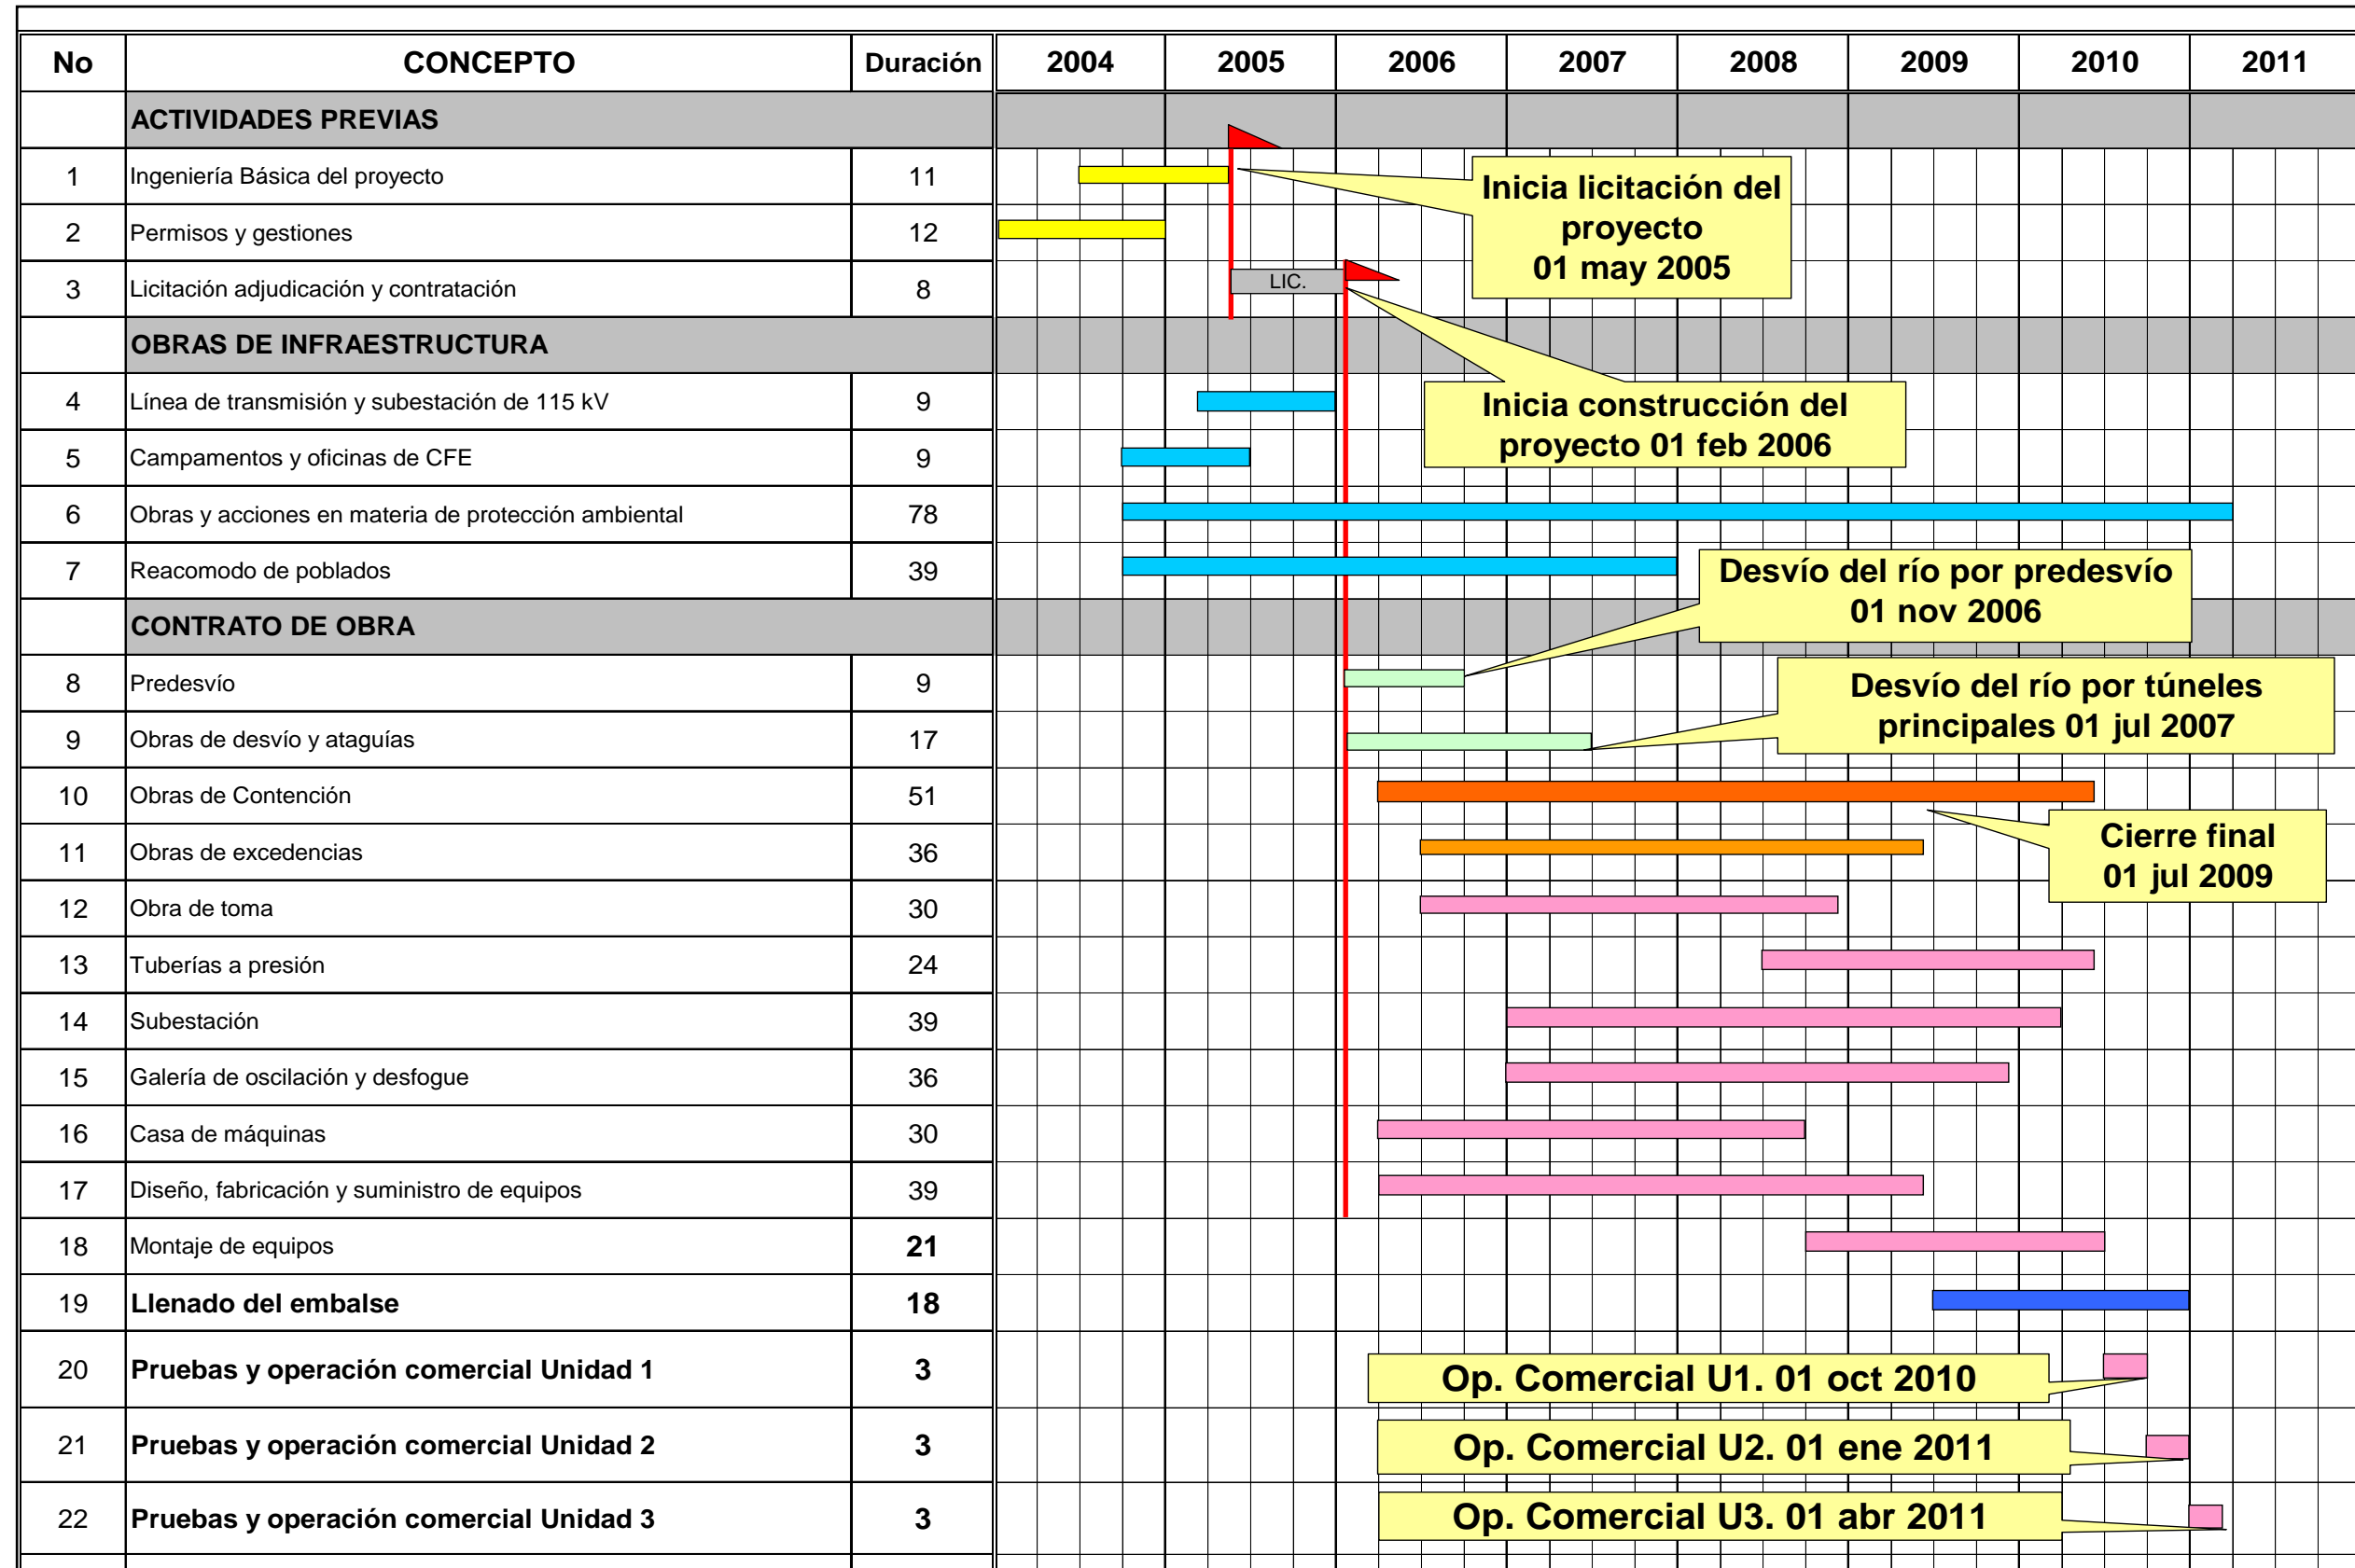 No CONCEPTO Duración 2004 2005 2006 2007 2008 2009 2010 2011
ACTIVIDADES PREVIAS
1 Ingeniería Básica del proyecto 11
Inicia licitación del
proyecto
01 may 2005
2 Permisos y gestiones 12
3 Licitación adjudicación y contratación 8 LIC.
OBRAS DE INFRAESTRUCTURA
4 Línea de transmisión y subestación de 115 kV 9
Inicia construcción del
proyecto 01 feb 2006
5 Campamentos y oficinas de CFE 9
6 Obras y acciones en materia de protección ambiental 78
7 Reacomodo de poblados 39
Desvío del río por predesvío
01 nov 2006
CONTRATO DE OBRA
8 Predesvío 9
Desvío del río por túneles
principales 01 jul 2007
9 Obras de desvío y ataguías 17
10 Obras de Contención 51
11 Obras de excedencias 36
Cierre final
01 jul 2009
12 Obra de toma 30
13 Tuberías a presión 24
14 Subestación 39
15 Galería de oscilación y desfogue 36
16 Casa de máquinas 30
17 Diseño, fabricación y suministro de equipos 39
18 Montaje de equipos 21
19 Llenado del embalse 18
20 Pruebas y operación comercial Unidad 1 3 Op. Comercial U1. 01 oct 2010
21 Pruebas y operación comercial Unidad 2 3 Op. Comercial U2. 01 ene 2011
22 Pruebas y operación comercial Unidad 3 3 Op. Comercial U3. 01 abr 2011